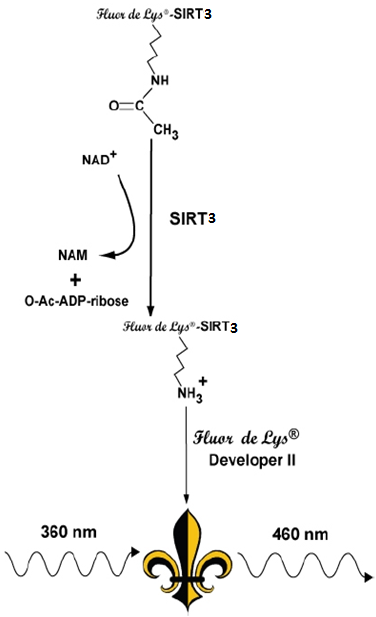 Fluor de Lys®-SIRT3
NH
O=C
CH3
NAD+
SIRT3
NAM
+
O-Ac-ADP-ribose
Fluor de Lys®-SIRT3
NH3+
Fluor de Lys®
Developer II
360 nm
460 nm